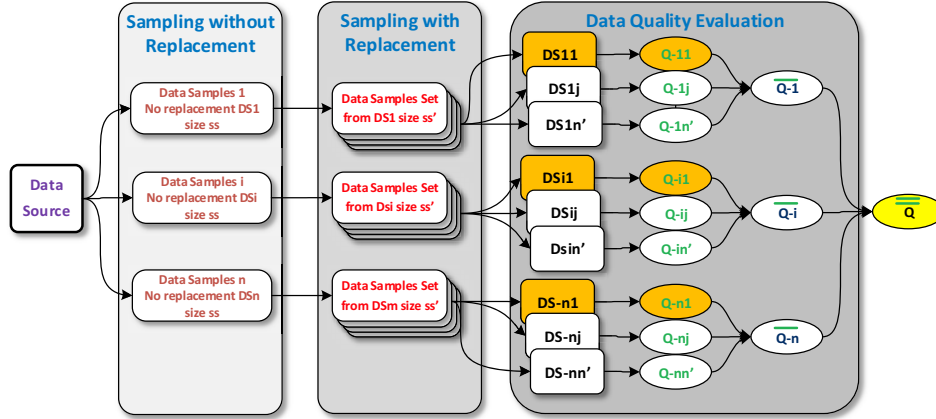 Sampling without
Replacement
Sampling with
Replacement
Data Quality Evaluation
Data Source
Data Samples 1
No replacement DS1
size ss
Data Samples i
No replacement DSi
size ss
Data Samples n
No replacement DSn
size ss
Data Samples Set
from DS1 size ss’
Data Samples Set
from Dsi size ss’
Data Samples Set
from DSm size ss’
DS11
DS1j
DS1n’
DSi1
DSij
Dsin’
DS-n1
DS-nj
DS-nn’
Q-11
Q-1j
Q-1n’
Q-i1
Q-ij
Q-in’
Q-n1
Q-nj
Q-nn’
Q-1
Q-i
Q-n
Q